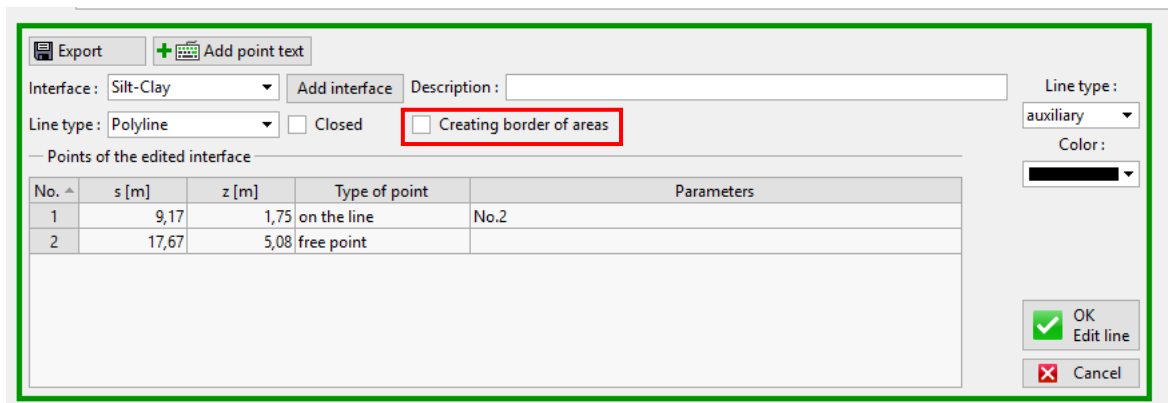 Export Add point text
Interface : Silt-Clay Add interface Description :
Line type : Polyline Closed Creating border of areas
Points of the edited interface
No. s [m] z [m] Type of point Parameters
1 9,17 1,75 on the line No.2
2 17,67 5,08 free point
Line type :
auxiliary
Color :
OK
Edit line
Cancel